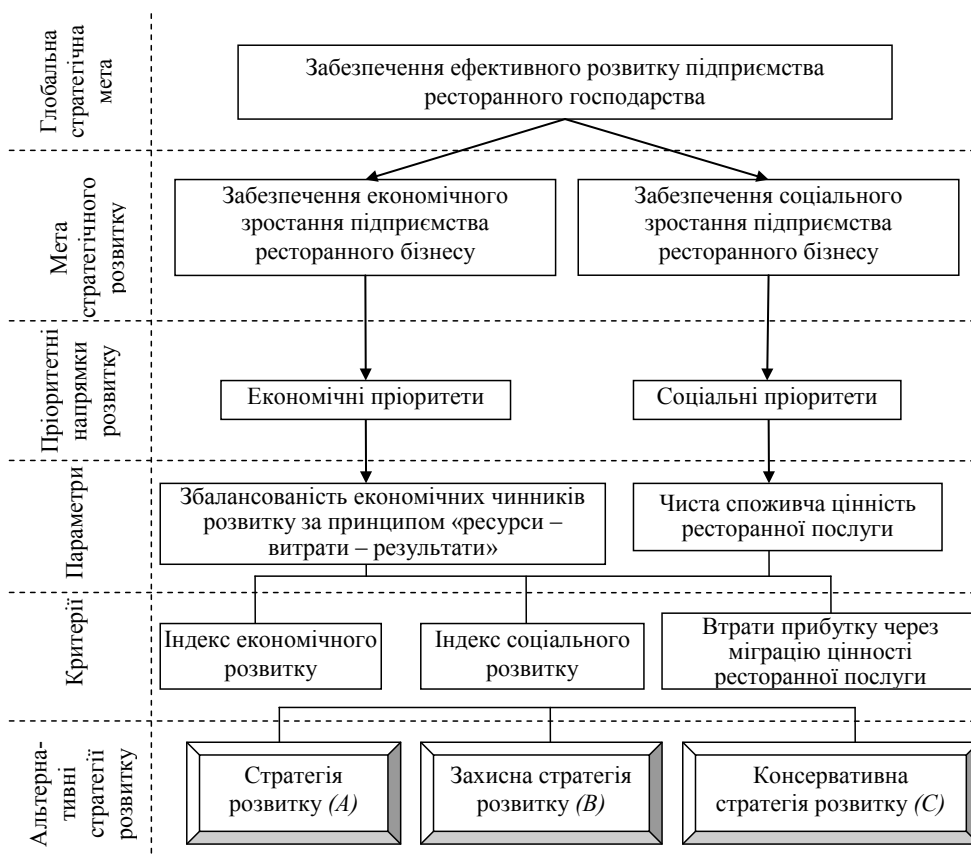 Глобальна
стратегічна
мета
Забезпечення ефективного розвитку підприємства
ресторанного господарства
Мета
стратегічного
розвитку
Забезпечення економічного
зростання підприємства
ресторанного бізнесу
Забезпечення соціального
зростання підприємства
ресторанного бізнесу
Пріоритетні
напрямки
розвитку
Економічні пріоритети
Соціальні пріоритети
Параметри
Збалансованість економічних чинників
розвитку за принципом «ресурси –
витрати – результати»
Чиста споживча цінність
ресторанної послуги
Критерії
Індекс економічного
розвитку
Індекс соціального
розвитку
Втрати прибутку через
міграцію цінності
ресторанної послуги
Альтерна-
тивні
стратегії
розвитку
Стратегія
розвитку (А)
Захисна стратегія
розвитку (В)
Консервативна
стратегія розвитку (С)